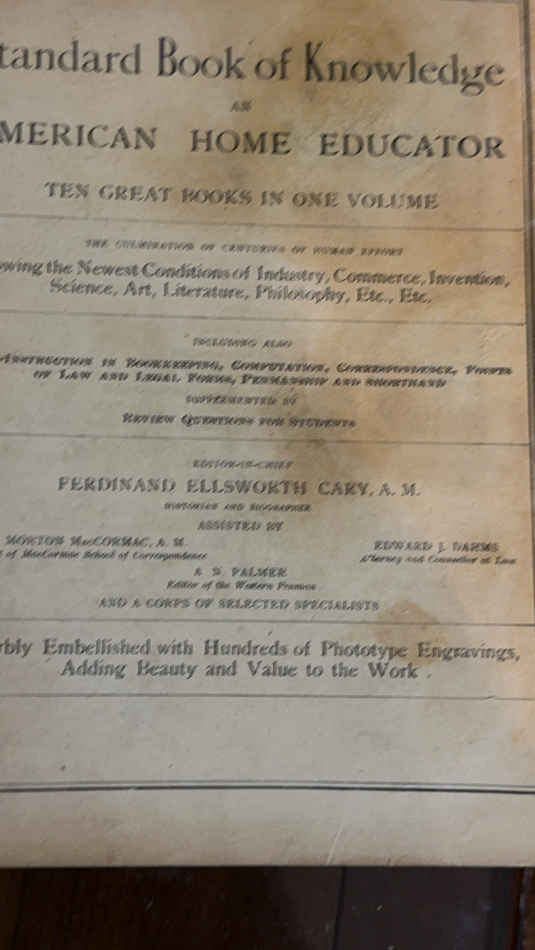 tandard Book of Knowledge
AN
MERICAN HOME EDUCATOR
TEN GREAT BOOKS IN ONE VOLUME
THE CULMINATION OF CENTURIES OF HUMAN EFFORT
wing the Newest Conditions of Industry, Commerce, Invention,
Science, Art, Literature, Philosophy, Etc., Etc.
INCLUDING ALSO
INSTRUCTION IN BOOKKEEPING, COMPUTATION, CORRESPONDENCE, POINTS
OF LAW AND LEGAL FORMS, PENMANSHIP AND SHORTHAND
SUPPLEMENTED BY
REVIEW QUESTIONS FOR STUDENTS
EDITOR-IN-CHIEF
FERDINAND ELLSWORTH CARY, A. M.
HISTORIAN AND BIOGRAPHER
ASSISTED BY
MORTON MacCORMAC, A. M.
of MacCormac School of Correspondence
EDWARD J. DAHMS
Attorney and Counsellor at Law
A. N. PALMER
Editor of the Western Penman
AND A CORPS OF SELECTED SPECIALISTS
rbly Embellished with Hundreds of Phototype Engravings,
Adding Beauty and Value to the Work.